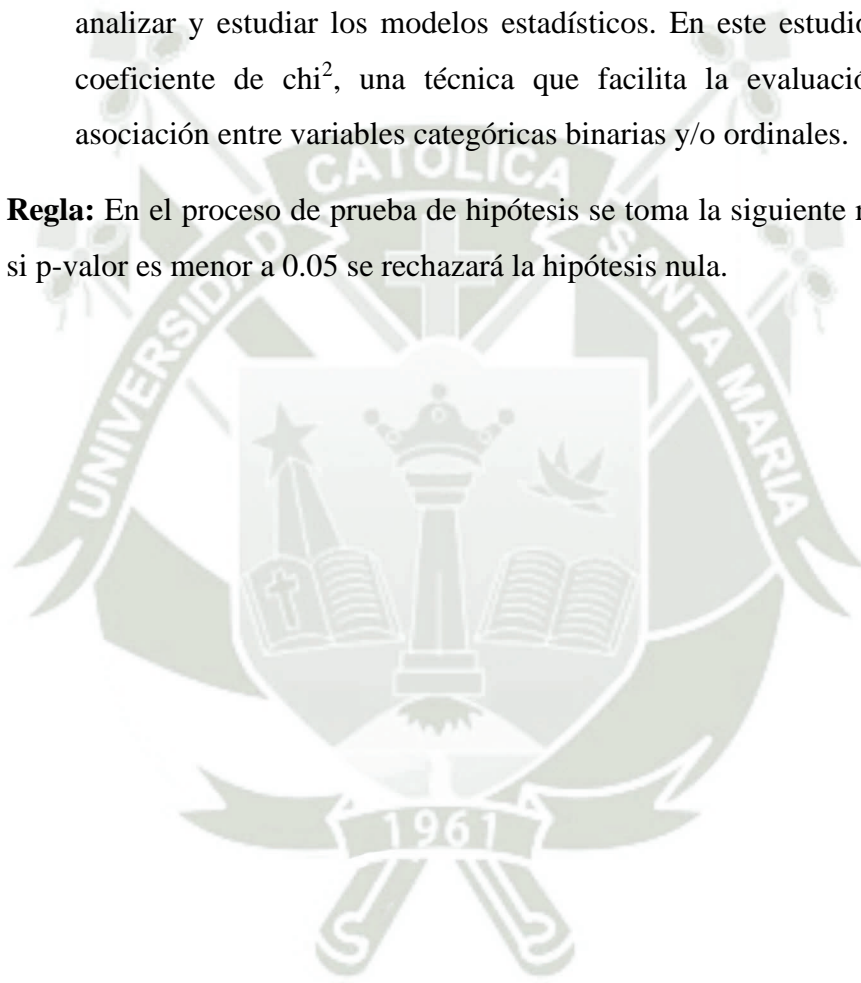 analizar y estudiar los modelos estadísticos. En este estudio
coeficiente de chi², una técnica que facilita la evaluació
asociación entre variables categóricas binarias y/o ordinales.
Regla: En el proceso de prueba de hipótesis se toma la siguiente
si p-valor es menor a 0.05 se rechazará la hipótesis nula.
UNIVERSIDAD CATOLICA SANTA MARIA
1961